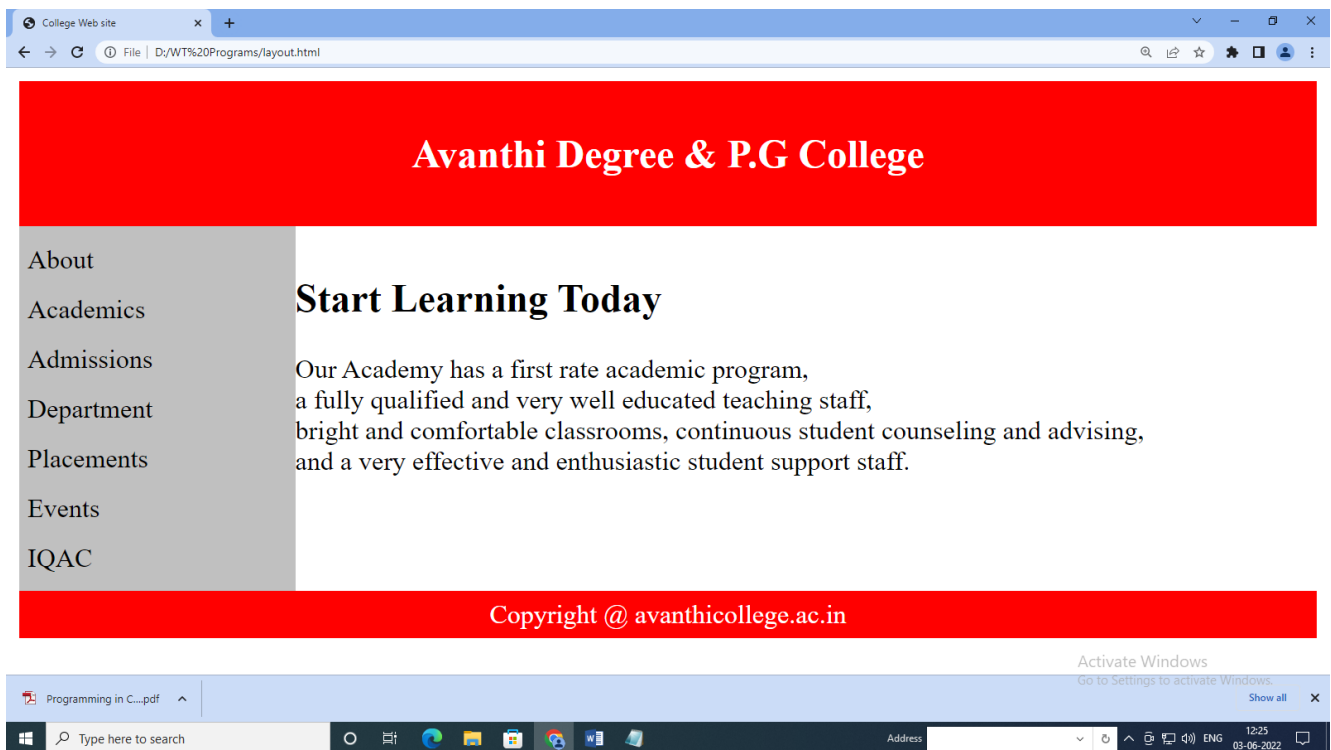 College Web site
File | D:/WT%20Programs/layout.html
Avanthi Degree & P.G College
About
Academics
Admissions
Department
Placements
Events
IQAC
Start Learning Today
Our Academy has a first rate academic program,
a fully qualified and very well educated teaching staff,
bright and comfortable classrooms, continuous student counseling and advising,
and a very effective and enthusiastic student support staff.
Copyright @ avanthicollege.ac.in
Activate Windows
Go to Settings to activate Windows.
Programming in C....pdf
Show all
Type here to search
Address
ENG
12:25
03-06-2022